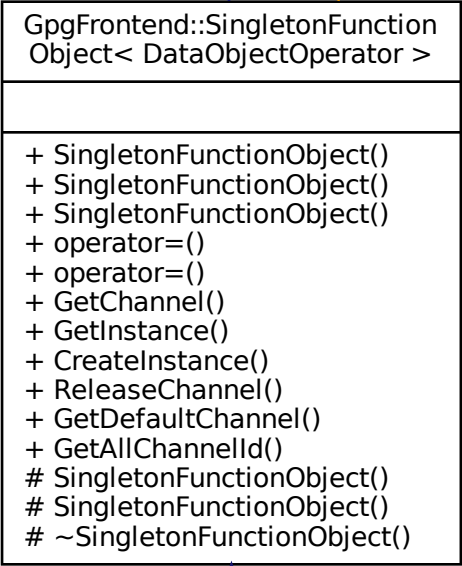 GpgFrontend::SingletonFunction
Object< DataObjectOperator >
+ SingletonFunctionObject()
+ SingletonFunctionObject()
+ SingletonFunctionObject()
+ operator=()
+ operator=()
+ GetChannel()
+ GetInstance()
+ CreateInstance()
+ ReleaseChannel()
+ GetDefaultChannel()
+ GetAllChannelId()
# SingletonFunctionObject()
# SingletonFunctionObject()
# ~SingletonFunctionObject()